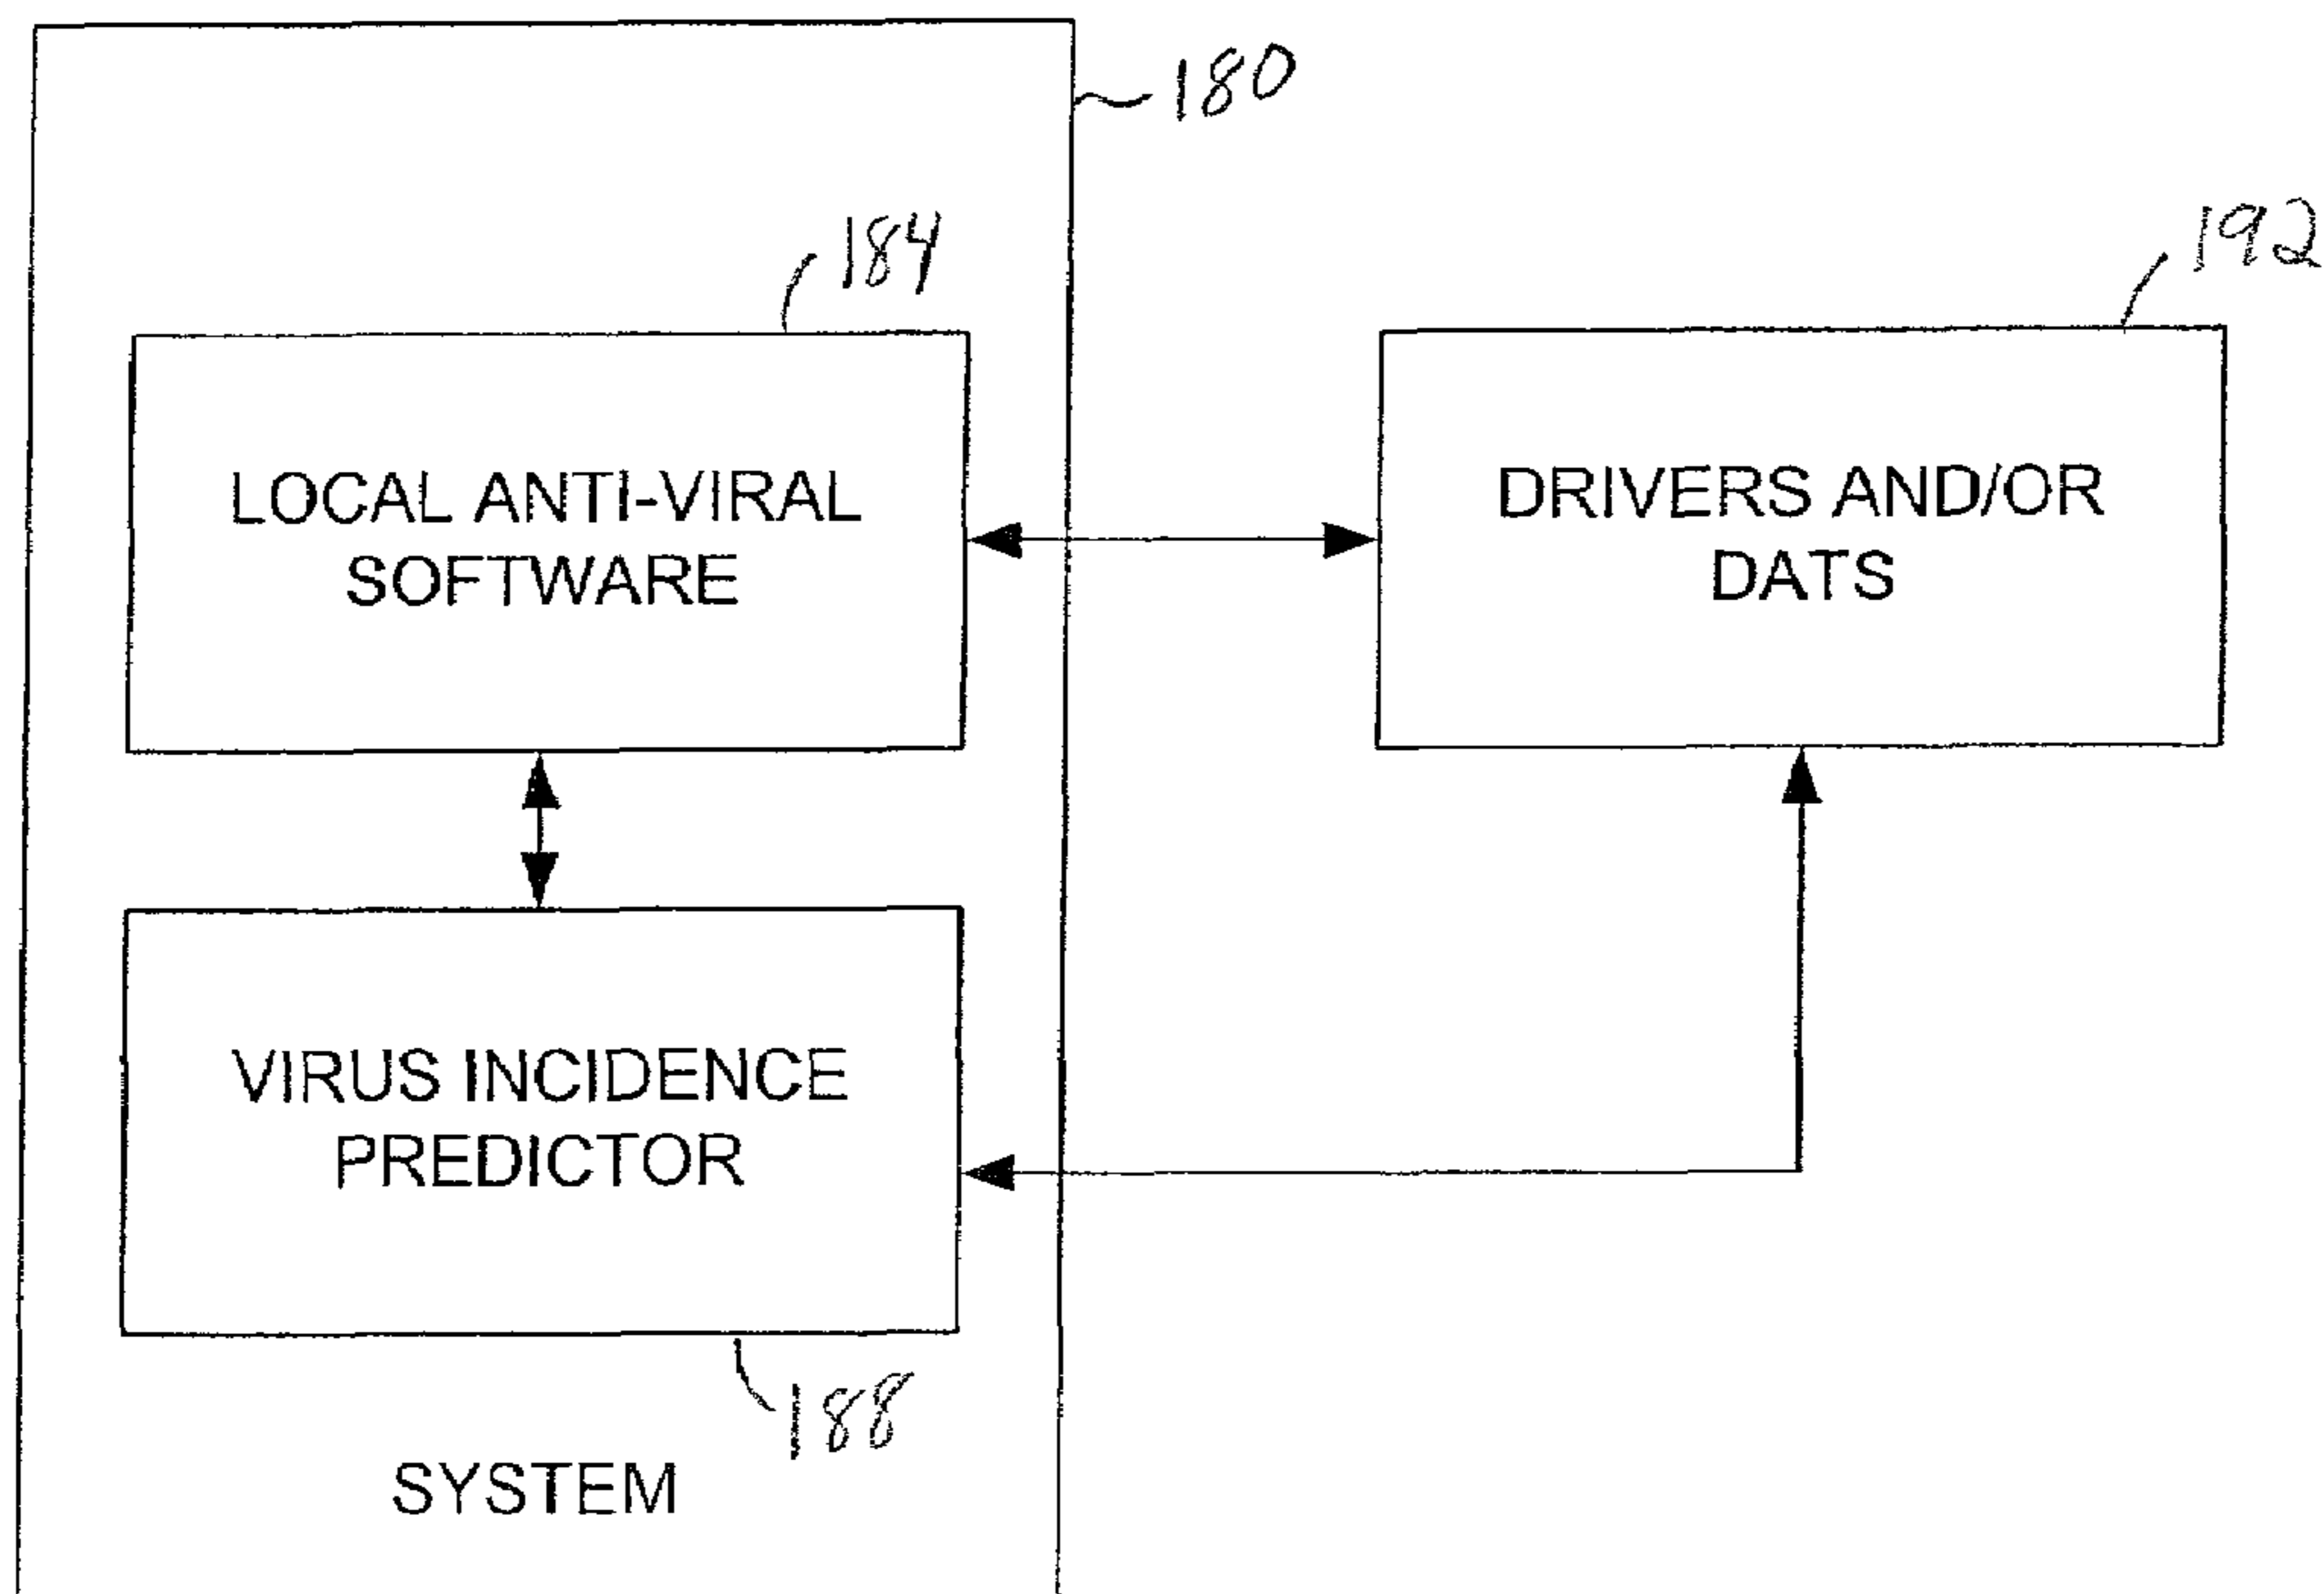 180
184
192
LOCAL ANTI-VIRAL
SOFTWARE
DRIVERS AND/OR
DATS
VIRUS INCIDENCE
PREDICTOR
188
SYSTEM